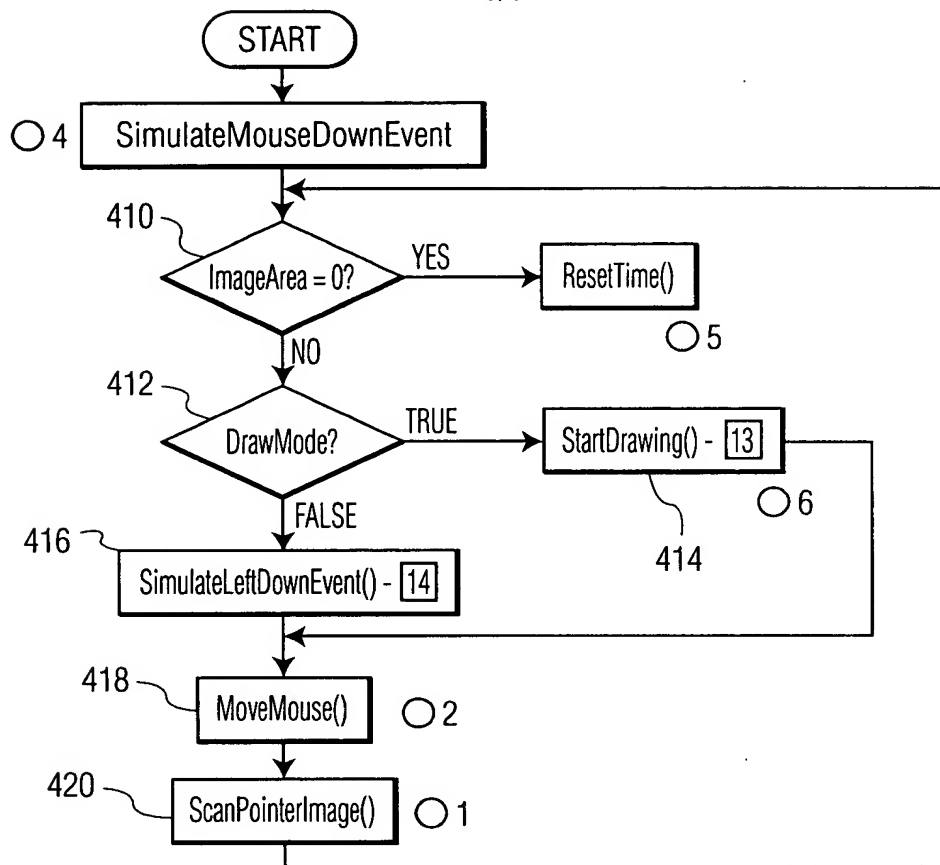 START
4 SimulateMouseDownEvent
410
ImageArea = 0?
YES
ResetTime()
5
NO
412
DrawMode?
TRUE
StartDrawing() - 13
6
414
FALSE
416
SimulateLeftDownEvent() - 14
418
MoveMouse()
2
420
ScanPointerImage()
1